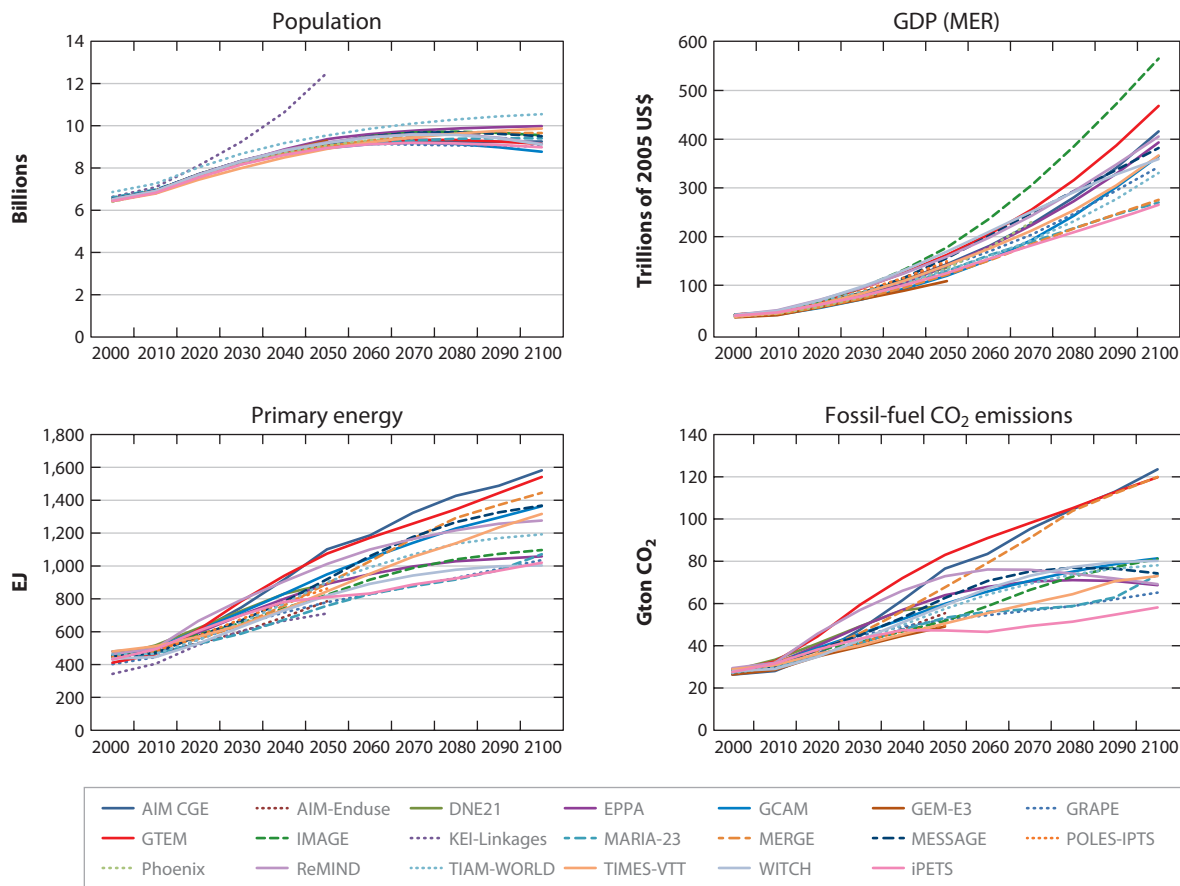 Population
Billions
14
12
10
8
6
4
2
0
2000 2010 2020 2030 2040 2050 2060 2070 2080 2090 2100
GDP (MER)
Trillions of 2005 US$
600
500
400
300
200
100
0
2000 2010 2020 2030 2040 2050 2060 2070 2080 2090 2100
Primary energy
EJ
1,800
1,600
1,400
1,200
1,000
800
600
400
200
0
2000 2010 2020 2030 2040 2050 2060 2070 2080 2090 2100
Fossil-fuel CO₂ emissions
Gton CO₂
140
120
100
80
60
40
20
0
2000 2010 2020 2030 2040 2050 2060 2070 2080 2090 2100
AIM CGE AIM-Enduse DNE21 EPPA GCAM GEM-E3 GRAPE
GTEM IMAGE KEI-Linkages MARIA-23 MERGE MESSAGE POLES-IPTS
Phoenix ReMIND TIAM-WORLD TIMES-VTT WITCH iPETS